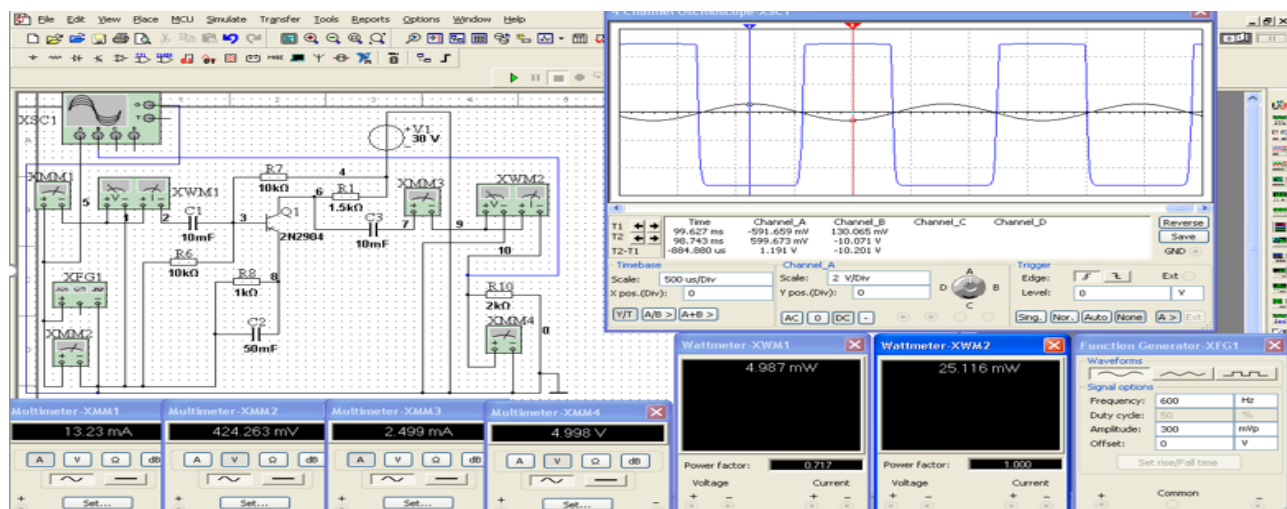 4 Channel Oscilloscope-XSC1
File Edit View Place MCU Simulate Transfer Tools Reports Options Window Help
XSC1
V1
30 V
R7
10kΩ
4
R1
1.5kΩ
6
XMM1
XWM1
XMM3
XWM2
5
1
2
C1
10mF
3
Q1
2N2904
C3
10mF
7
9
10
R6
10kΩ
R8
1kΩ
8
XFG1
C2
50mF
XMM2
R10
2kΩ
XMM4
0
Time Channel_A Channel_B Channel_C Channel_D
T1 99.627 ms -591.659 mV 130.065 mV
T2 98.743 ms 599.673 mV -10.071 V
T2-T1 -884.880 us 1.191 V -10.201 V
Reverse
Save
GND
Timebase
Scale: 500 us/Div
X pos.(Div): 0
Y/T A/B > A+B >
Channel_A
Scale: 2 V/Div
Y pos.(Div): 0
AC 0 DC -
A
B
C
D
Trigger
Edge: Ext
Level: 0 V
Sing. Nor. Auto None A > Ext
Wattmeter-XWM1
4.987 mW
Power factor: 0.717
Voltage Current
+ - + -
Wattmeter-XWM2
25.116 mW
Power factor: 1.000
Voltage Current
+ - + -
Function Generator-XFG1
Waveforms
Signal options
Frequency: 600 Hz
Duty cycle: 50 %
Amplitude: 300 mVp
Offset: 0 V
Set rise/Fall time
+ Common -
Multimeter-XMM1
13.23 mA
A V Ω dB
Set...
Multimeter-XMM2
424.263 mV
A V Ω dB
Set...
Multimeter-XMM3
2.499 mA
A V Ω dB
Set...
Multimeter-XMM4
4.998 V
A V Ω dB
Set...